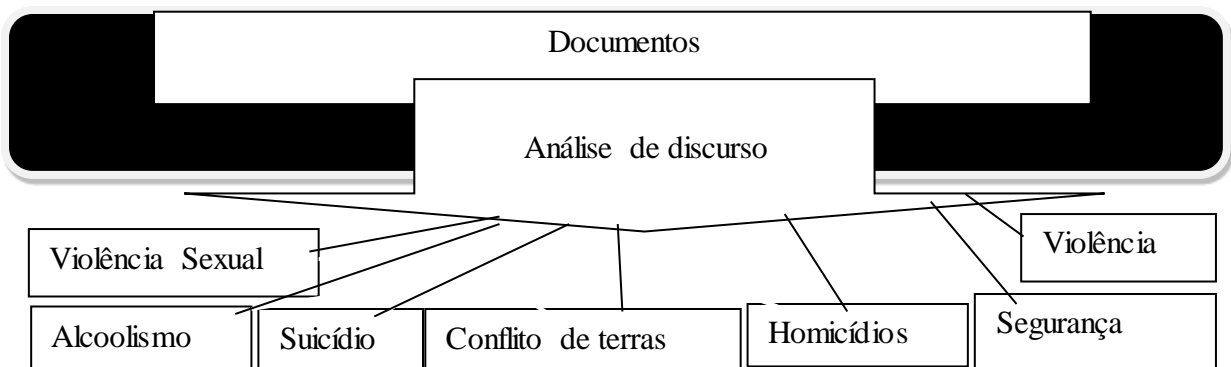 Documentos
Análise de discurso
Violência Sexual
Violência
Alcoolismo
Suicídio
Conflito de terras
Homicídios
Segurança